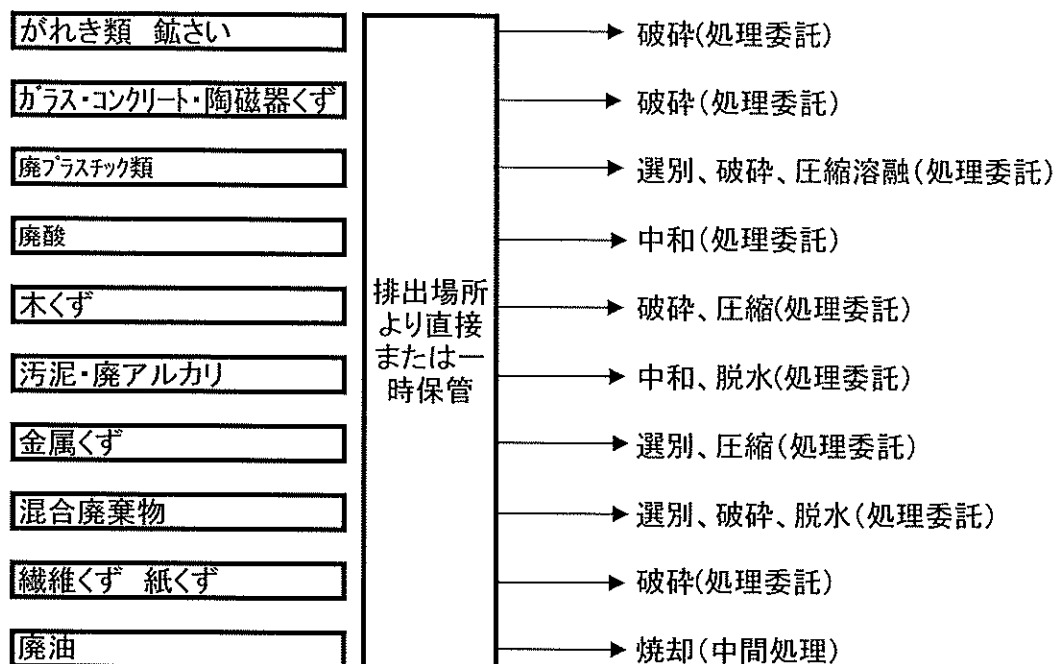 がれき類 鉱さい
破砕(処理委託)
ガラス・コンクリート・陶磁器くず
破砕(処理委託)
廃プラスチック類
選別、破砕、圧縮溶融(処理委託)
廃酸
中和(処理委託)
排出場所
より直接
または一
時保管
木くず
破砕、圧縮(処理委託)
汚泥・廃アルカリ
中和、脱水(処理委託)
金属くず
選別、圧縮(処理委託)
混合廃棄物
選別、破砕、脱水(処理委託)
繊維くず 紙くず
破砕(処理委託)
廃油
焼却(中間処理)